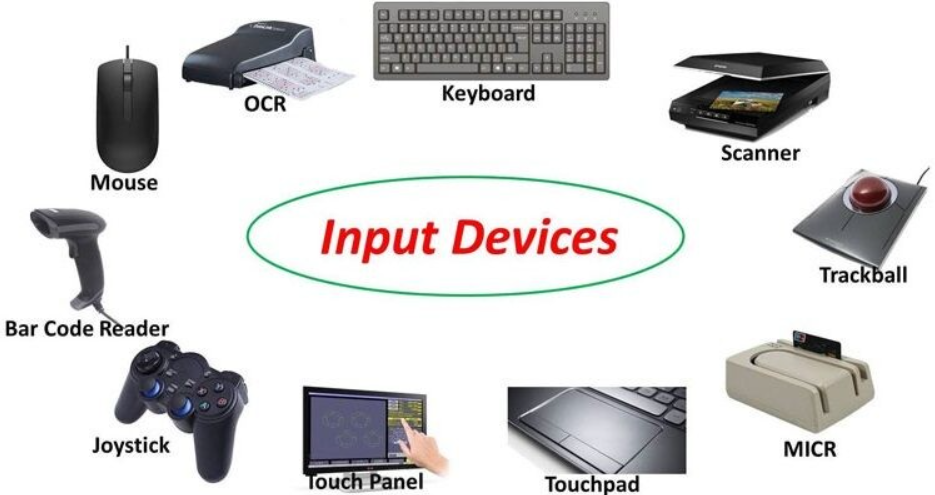 OCR
Keyboard
Mouse
Scanner
Input Devices
Trackball
Bar Code Reader
Joystick
Touch Panel
Touchpad
MICR